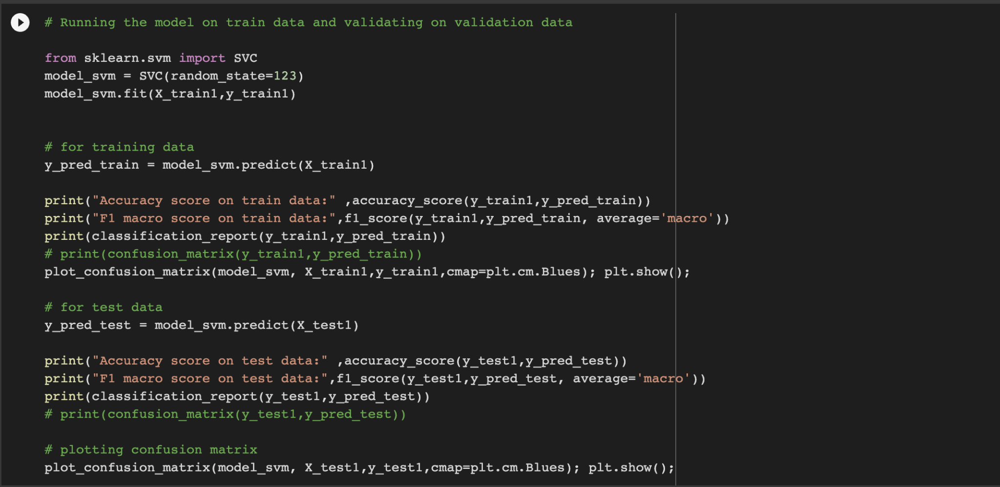 # Running the model on train data and validating on validation data
from sklearn.svm import SVC
model_svm = SVC(random_state=123)
model_svm.fit(X_train1,y_train1)
# for training data
y_pred_train = model_svm.predict(X_train1)
print("Accuracy score on train data:" ,accuracy_score(y_train1,y_pred_train))
print("F1 macro score on train data:",f1_score(y_train1,y_pred_train, average='macro'))
print(classification_report(y_train1,y_pred_train))
# print(confusion_matrix(y_train1,y_pred_train))
plot_confusion_matrix(model_svm, X_train1,y_train1,cmap=plt.cm.Blues); plt.show();
# for test data
y_pred_test = model_svm.predict(X_test1)
print("Accuracy score on test data:" ,accuracy_score(y_test1,y_pred_test))
print("F1 macro score on test data:",f1_score(y_test1,y_pred_test, average='macro'))
print(classification_report(y_test1,y_pred_test))
# print(confusion_matrix(y_test1,y_pred_test))
# plotting confusion matrix
plot_confusion_matrix(model_svm, X_test1,y_test1,cmap=plt.cm.Blues); plt.show();